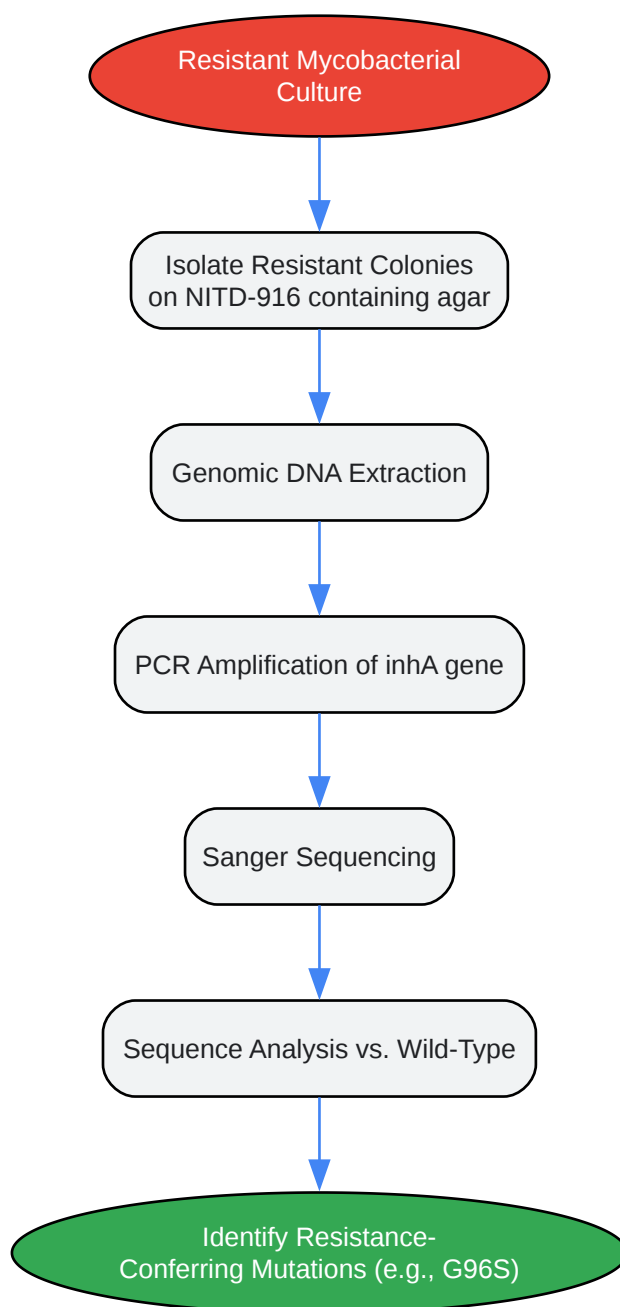 Resistant Mycobacterial
Culture
Isolate Resistant Colonies
on NITD-916 containing agar
Genomic DNA Extraction
PCR Amplification of inhA gene
Sanger Sequencing
Sequence Analysis vs. Wild-Type
Identify Resistance-
Conferring Mutations (e.g., G96S)